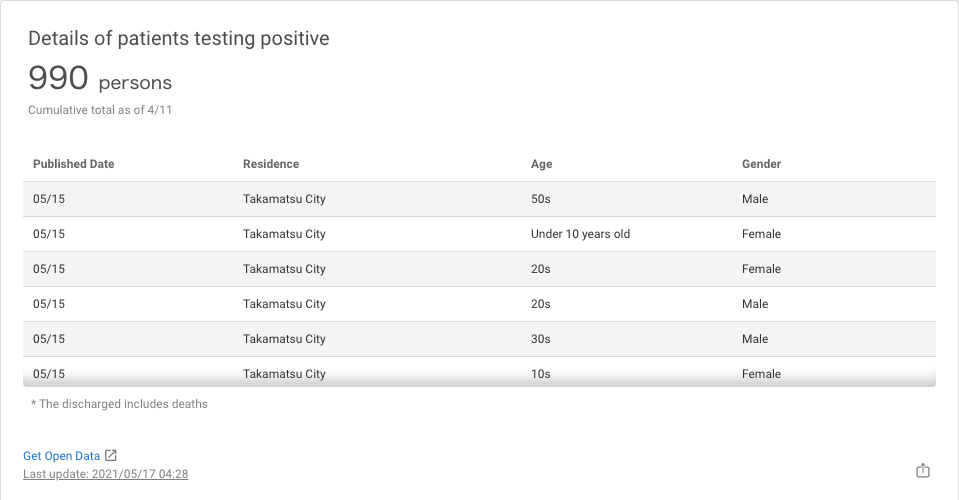 Details of patients testing positive
990 persons
Cumulative total as of 4/11
Published Date Residence Age Gender
05/15 Takamatsu City 50s Male
05/15 Takamatsu City Under 10 years old Female
05/15 Takamatsu City 20s Female
05/15 Takamatsu City 20s Male
05/15 Takamatsu City 30s Male
05/15 Takamatsu City 10s Female
* The discharged includes deaths
Get Open Data
Last update: 2021/05/17 04:28